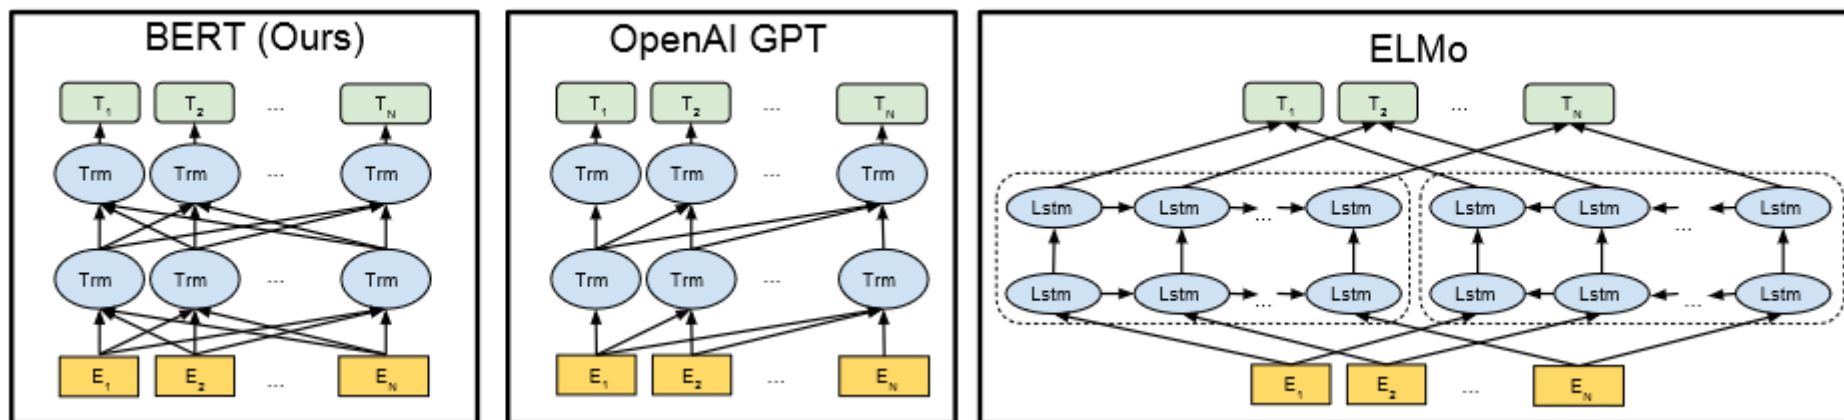 BERT (Ours)
T1 T2 ... TN
Trm Trm ... Trm
Trm Trm ... Trm
E1 E2 ... EN
OpenAI GPT
T1 T2 ... TN
Trm Trm ... Trm
Trm Trm ... Trm
E1 E2 ... EN
ELMo
T1 T2 ... TN
Lstm Lstm ... Lstm Lstm Lstm ... Lstm
Lstm Lstm ... Lstm Lstm Lstm ... Lstm
E1 E2 ... EN